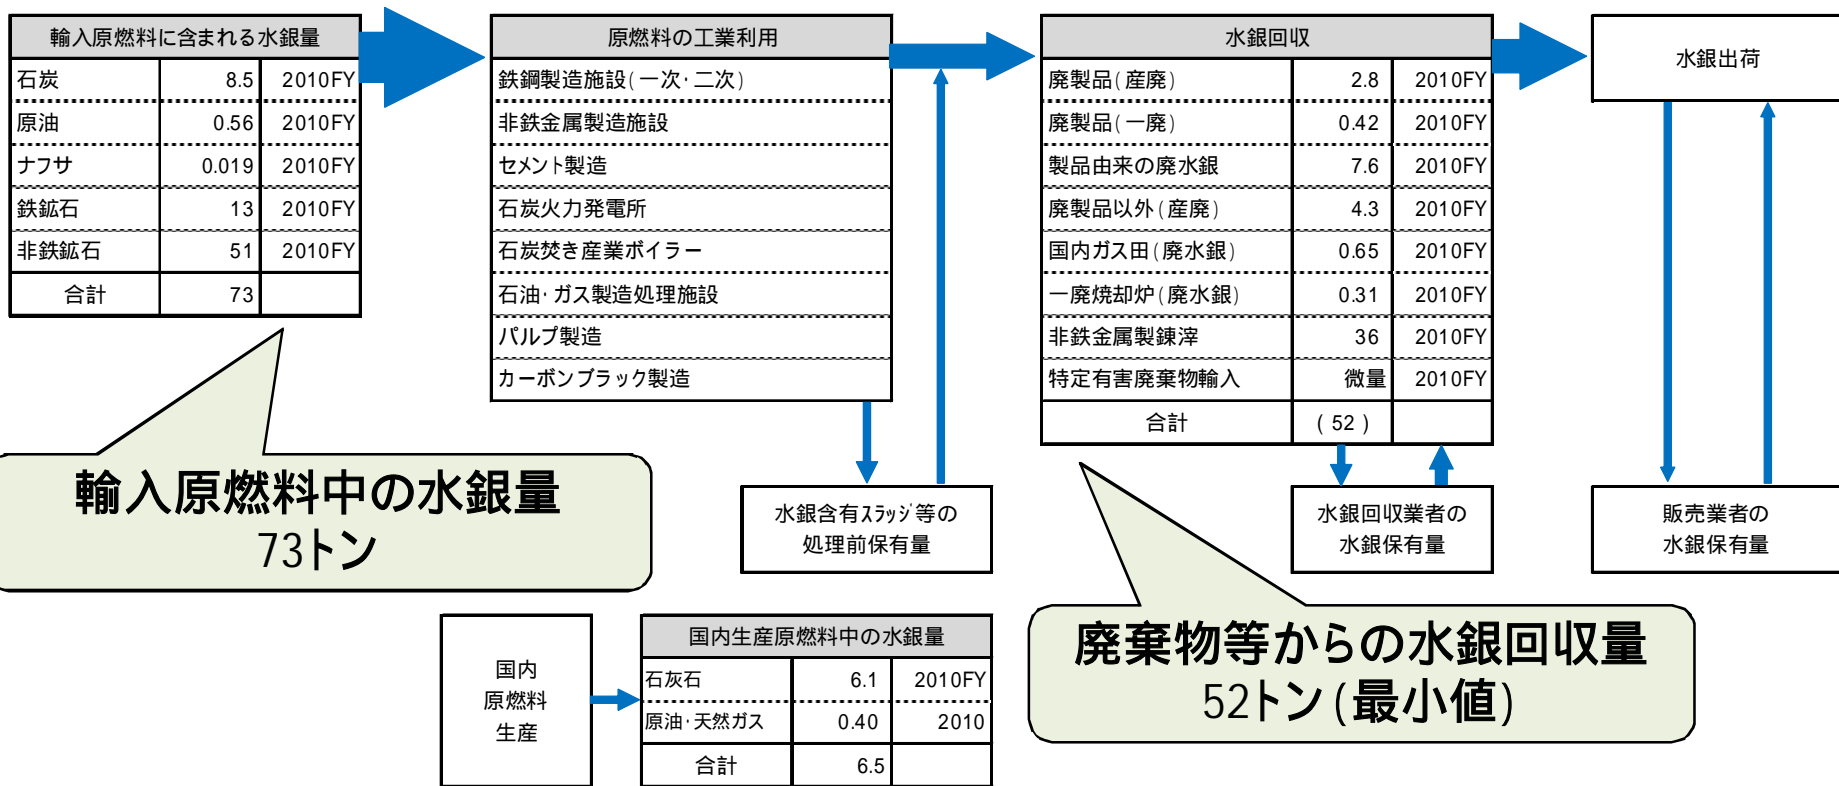 輸入原燃料に含まれる水銀量
石炭 8.5 2010FY
原油 0.56 2010FY
ナフサ 0.019 2010FY
鉄鉱石 13 2010FY
非鉄鉱石 51 2010FY
合計 73
原燃料の工業利用
鉄鋼製造施設(一次・二次)
非鉄金属製造施設
セメント製造
石炭火力発電所
石炭焚き産業ボイラー
石油・ガス製造処理施設
パルプ製造
カーボンブラック製造
水銀回収
廃製品(産廃) 2.8 2010FY
廃製品(一廃) 0.42 2010FY
製品由来の廃水銀 7.6 2010FY
廃製品以外(産廃) 4.3 2010FY
国内ガス田(廃水銀) 0.65 2010FY
一廃焼却炉(廃水銀) 0.31 2010FY
非鉄金属製錬滓 36 2010FY
特定有害廃棄物輸入 微量 2010FY
合計 (52)
水銀出荷
輸入原燃料中の水銀量
73トン
水銀含有ｽﾗｯｼﾞ等の
処理前保有量
水銀回収業者の
水銀保有量
販売業者の
水銀保有量
国内
原燃料
生産
国内生産原燃料中の水銀量
石灰石 6.1 2010FY
原油・天然ガス 0.40 2010
合計 6.5
廃棄物等からの水銀回収量
52トン(最小値)